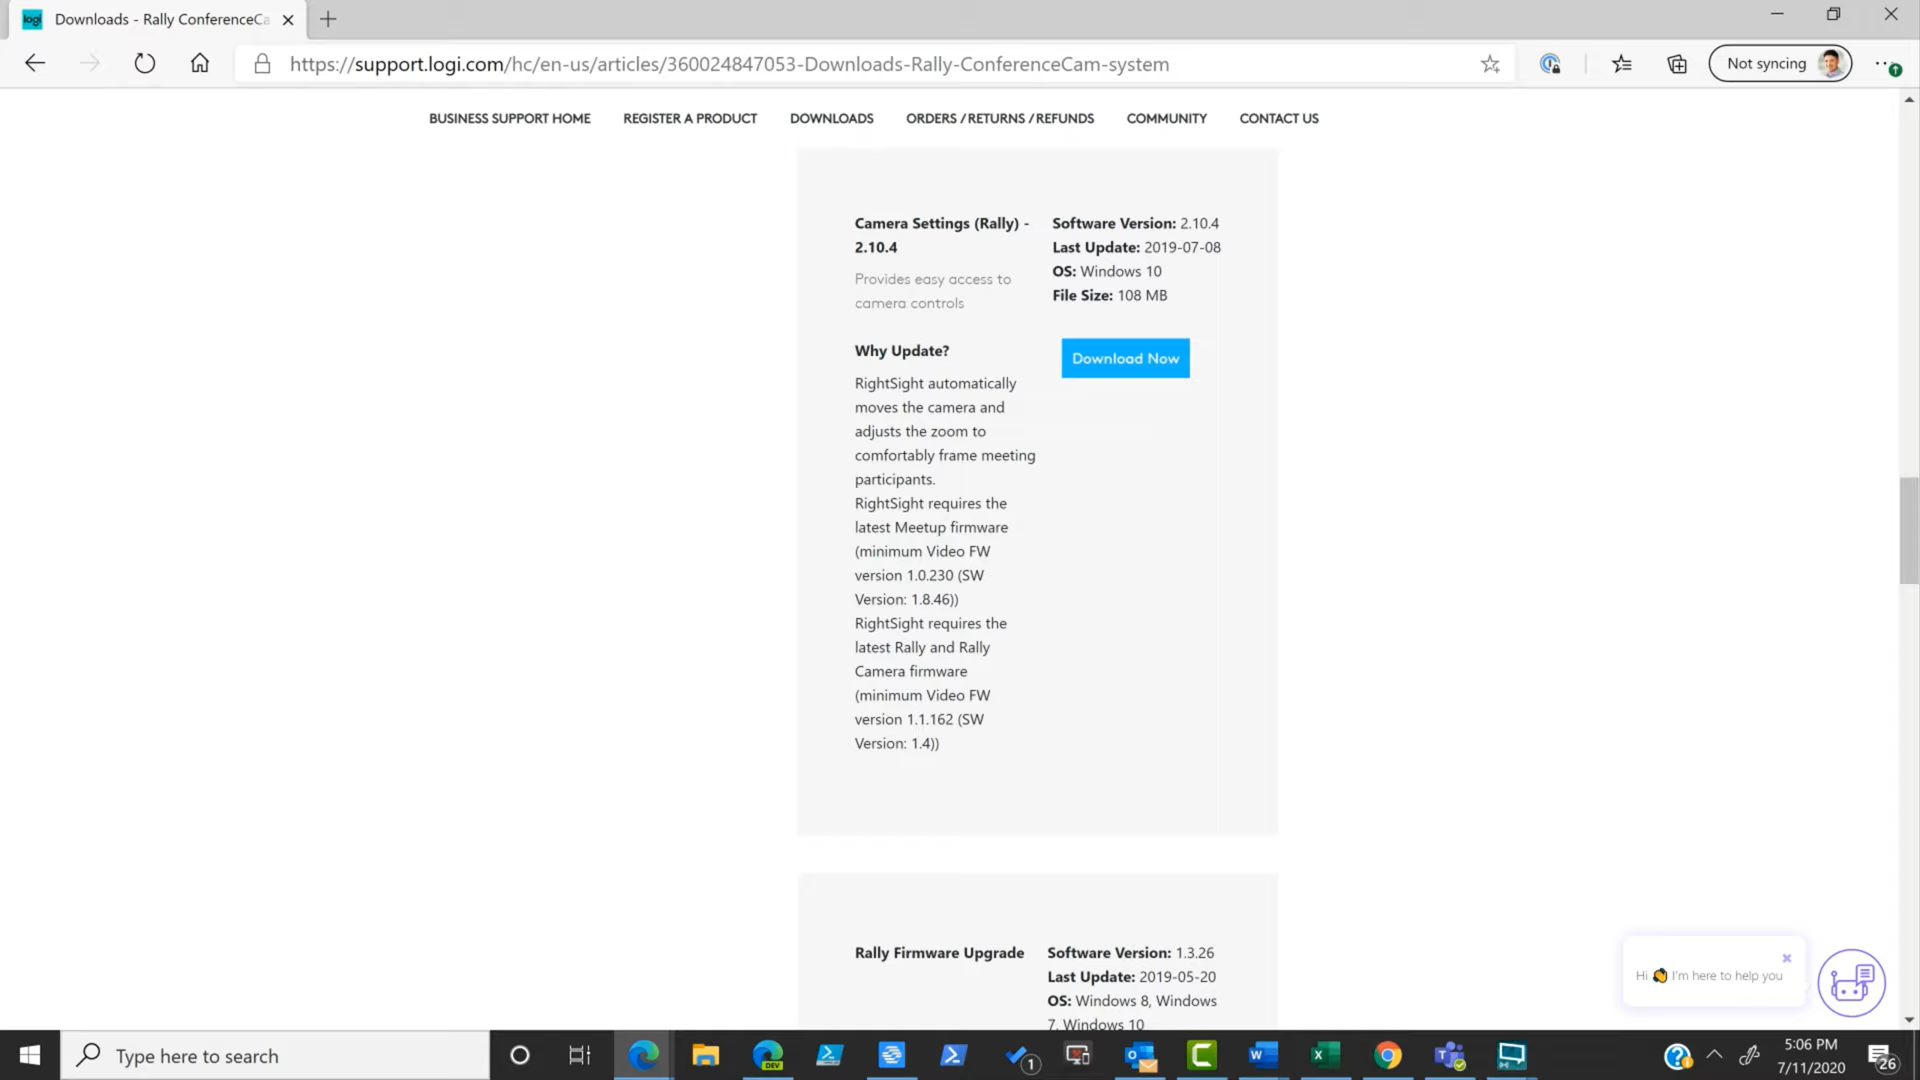 logi
Downloads - Rally ConferenceCa
https://support.logi.com/hc/en-us/articles/360024847053-Downloads-Rally-ConferenceCam-system
Not syncing
BUSINESS SUPPORT HOME
REGISTER A PRODUCT
DOWNLOADS
ORDERS / RETURNS / REFUNDS
COMMUNITY
CONTACT US
Camera Settings (Rally) -
2.10.4
Provides easy access to
camera controls
Why Update?
RightSight automatically
moves the camera and
adjusts the zoom to
comfortably frame meeting
participants.
RightSight requires the
latest Meetup firmware
(minimum Video FW
version 1.0.230 (SW
Version: 1.8.46))
RightSight requires the
latest Rally and Rally
Camera firmware
(minimum Video FW
version 1.1.162 (SW
Version: 1.4))
Software Version: 2.10.4
Last Update: 2019-07-08
OS: Windows 10
File Size: 108 MB
Download Now
Rally Firmware Upgrade
Software Version: 1.3.26
Last Update: 2019-05-20
OS: Windows 8, Windows
7, Windows 10
Hi 👋 I'm here to help you
Type here to search
DEV
1
5:06 PM
7/11/2020
26